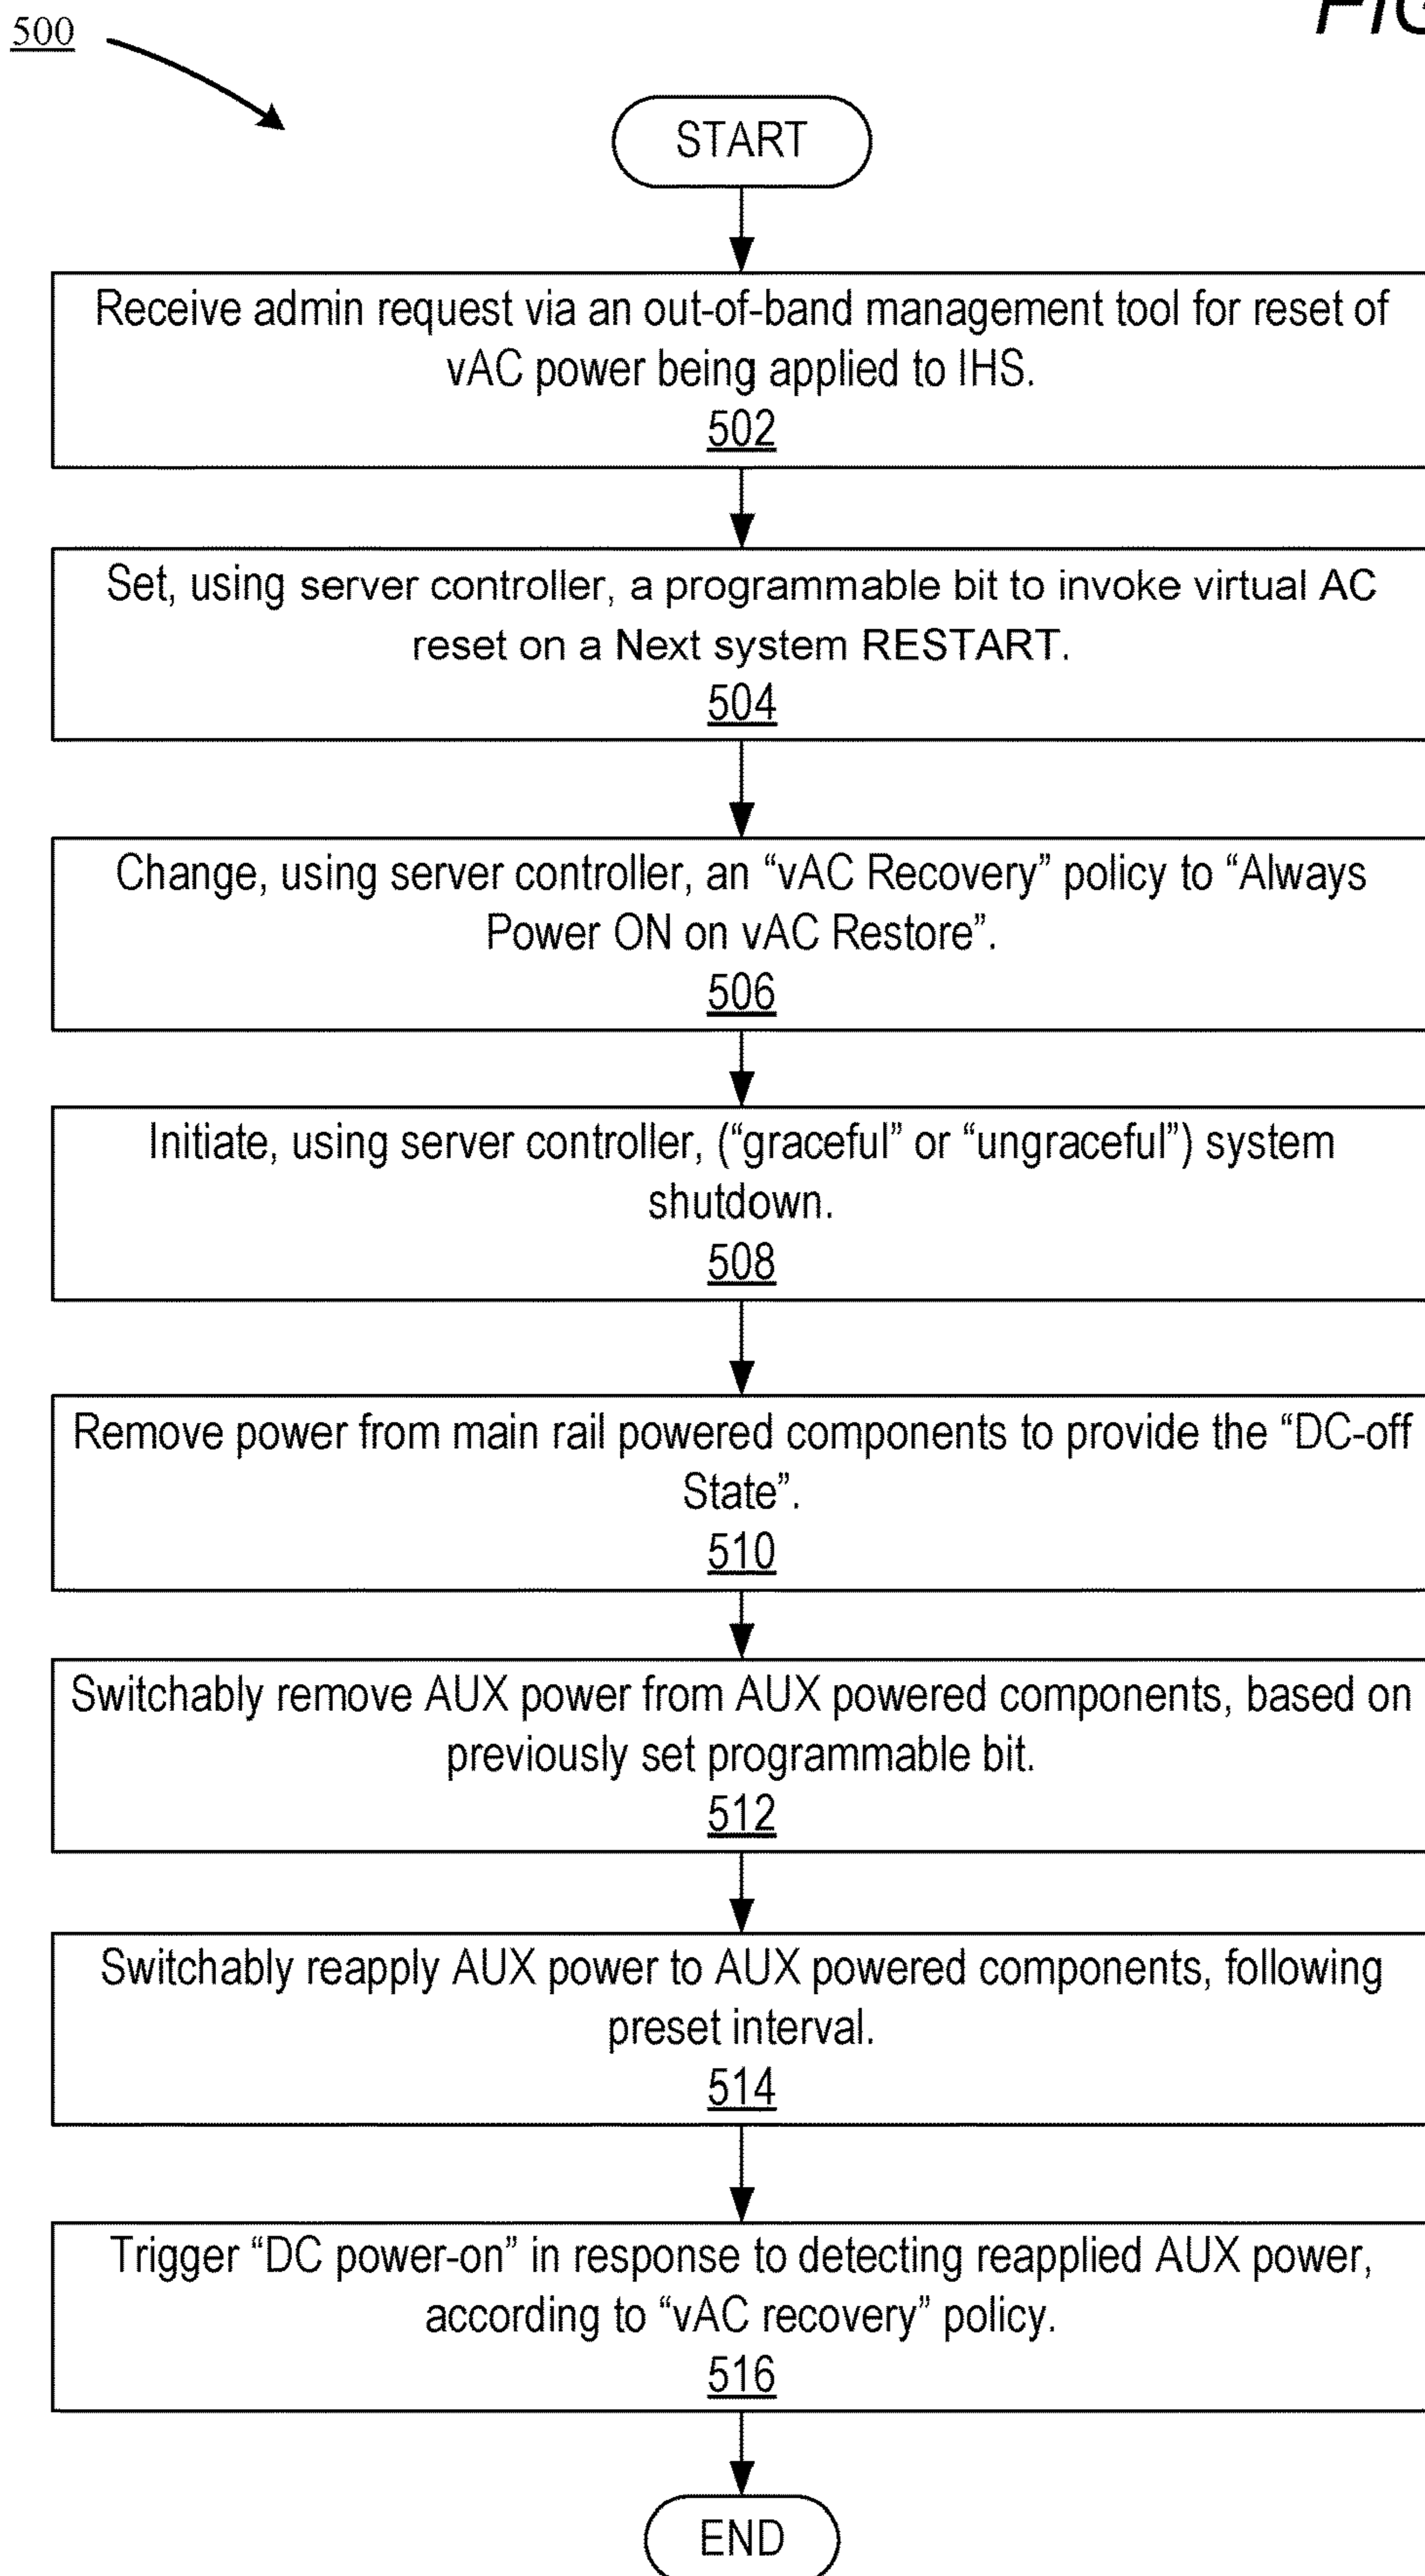 500
FIG
START
Receive admin request via an out-of-band management tool for reset of
vAC power being applied to IHS.
502
Set, using server controller, a programmable bit to invoke virtual AC
reset on a Next system RESTART.
504
Change, using server controller, an “vAC Recovery” policy to “Always
Power ON on vAC Restore”.
506
Initiate, using server controller, (“graceful” or “ungraceful”) system
shutdown.
508
Remove power from main rail powered components to provide the “DC-off
State”.
510
Switchably remove AUX power from AUX powered components, based on
previously set programmable bit.
512
Switchably reapply AUX power to AUX powered components, following
preset interval.
514
Trigger “DC power-on” in response to detecting reapplied AUX power,
according to “vAC recovery” policy.
516
END